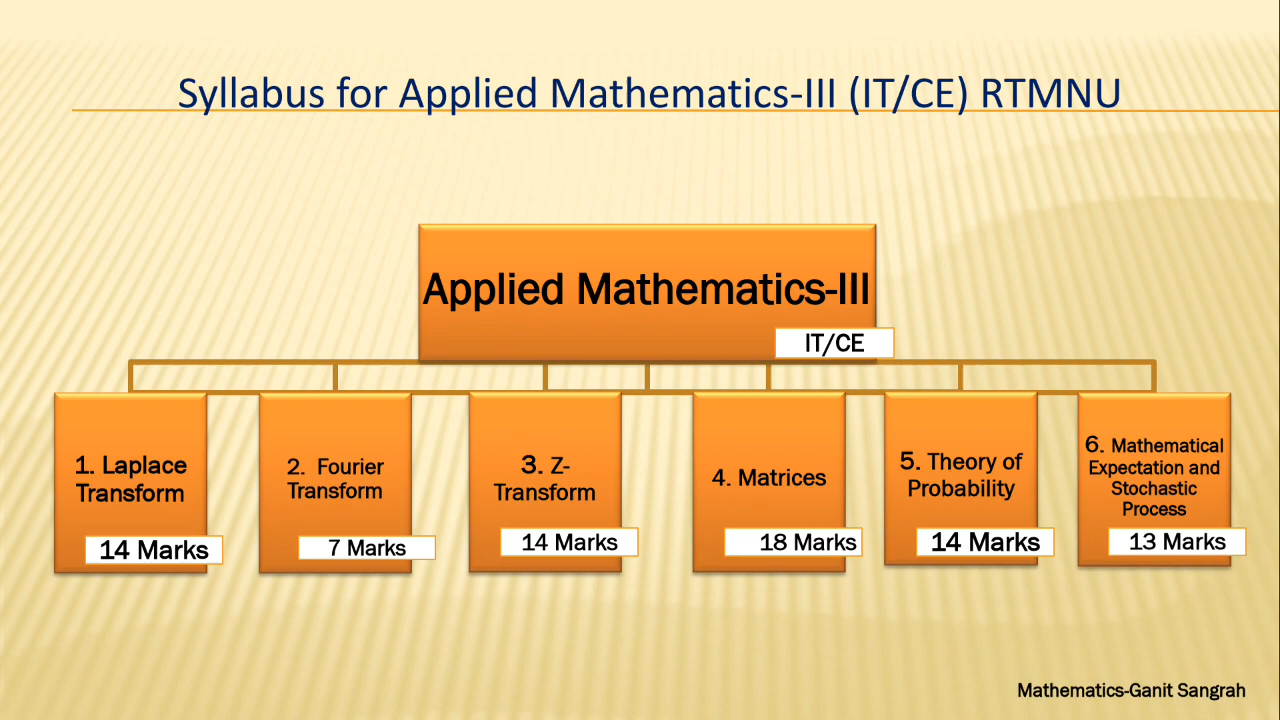 Syllabus for Applied Mathematics-III (IT/CE) RTMNU
Applied Mathematics-III
IT/CE
1. Laplace
Transform
14 Marks
2. Fourier
Transform
7 Marks
3. Z-
Transform
14 Marks
4. Matrices
18 Marks
5. Theory of
Probability
14 Marks
6. Mathematical
Expectation and
Stochastic
Process
13 Marks
Mathematics-Ganit Sangrah